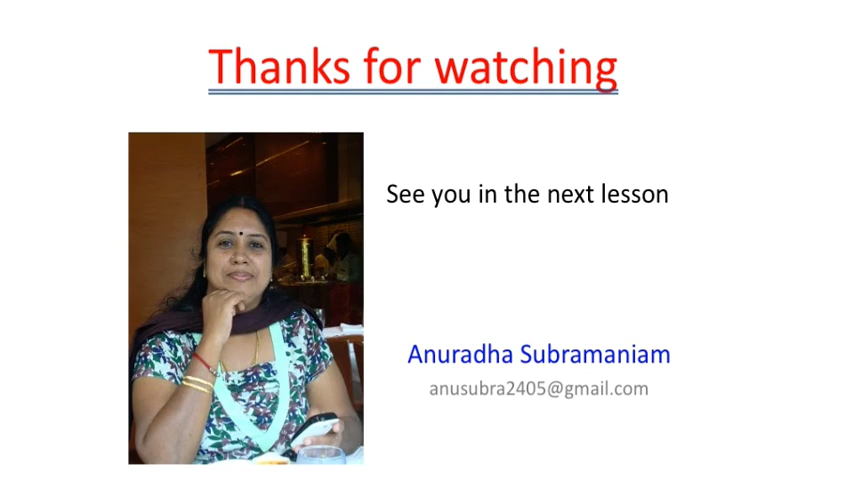 Thanks for watching
See you in the next lesson
Anuradha Subramaniam
anusubra2405@gmail.com